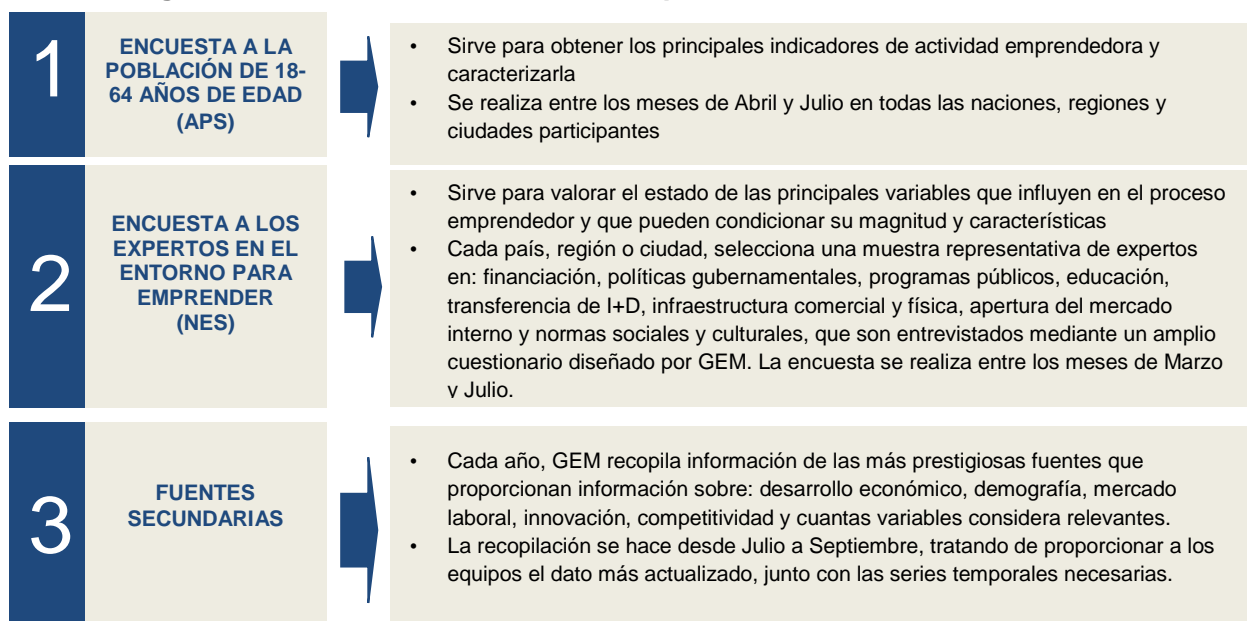 1
ENCUESTA A LA
POBLACIÓN DE 18-
64 AÑOS DE EDAD
(APS)
• Sirve para obtener los principales indicadores de actividad emprendedora y
caracterizarla
• Se realiza entre los meses de Abril y Julio en todas las naciones, regiones y
ciudades participantes
2
ENCUESTA A LOS
EXPERTOS EN EL
ENTORNO PARA
EMPRENDER
(NES)
• Sirve para valorar el estado de las principales variables que influyen en el proceso
emprendedor y que pueden condicionar su magnitud y características
• Cada país, región o ciudad, selecciona una muestra representativa de expertos
en: financiación, políticas gubernamentales, programas públicos, educación,
transferencia de I+D, infraestructura comercial y física, apertura del mercado
interno y normas sociales y culturales, que son entrevistados mediante un amplio
cuestionario diseñado por GEM. La encuesta se realiza entre los meses de Marzo
y Julio.
3
FUENTES
SECUNDARIAS
• Cada año, GEM recopila información de las más prestigiosas fuentes que
proporcionan información sobre: desarrollo económico, demografía, mercado
laboral, innovación, competitividad y cuantas variables considera relevantes.
• La recopilación se hace desde Julio a Septiembre, tratando de proporcionar a los
equipos el dato más actualizado, junto con las series temporales necesarias.